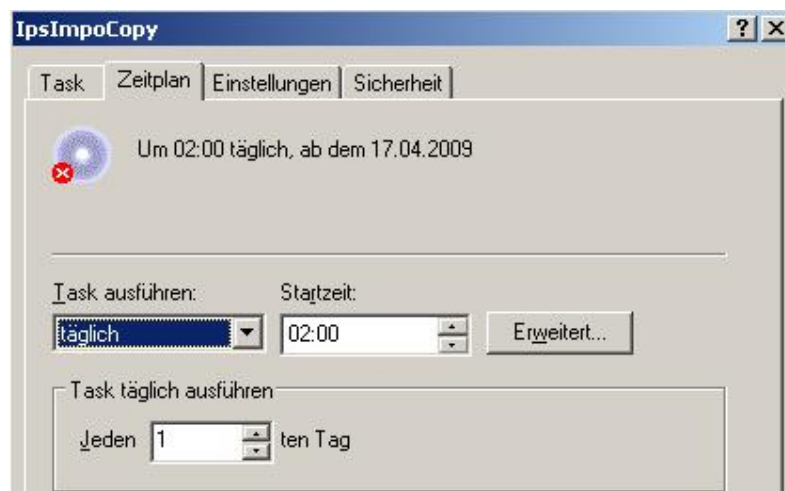 IpsImpoCopy
Task Zeitplan Einstellungen Sicherheit
Um 02:00 täglich, ab dem 17.04.2009
Task ausführen: Startzeit:
täglich 02:00 Erweitert...
Task täglich ausführen
Jeden 1 ten Tag